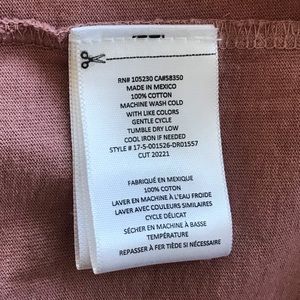 RN# 105230 CA#58350
MADE IN MEXICO
100% COTTON
MACHINE WASH COLD
WITH LIKE COLORS
GENTLE CYCLE
TUMBLE DRY LOW
COOL IRON IF NEEDED
STYLE # 17-5-001526-DR01557
CUT 20221
FABRIQUÉ EN MEXIQUE
100% COTON
LAVER EN MACHINE À L'EAU FROIDE
LAVER AVEC COULEURS SIMILAIRES
CYCLE DÉLICAT
SÉCHER EN MACHINE À BASSE
TEMPÉRATURE
REPASSER À FER TIÈDE SI NÉCESSAIRE